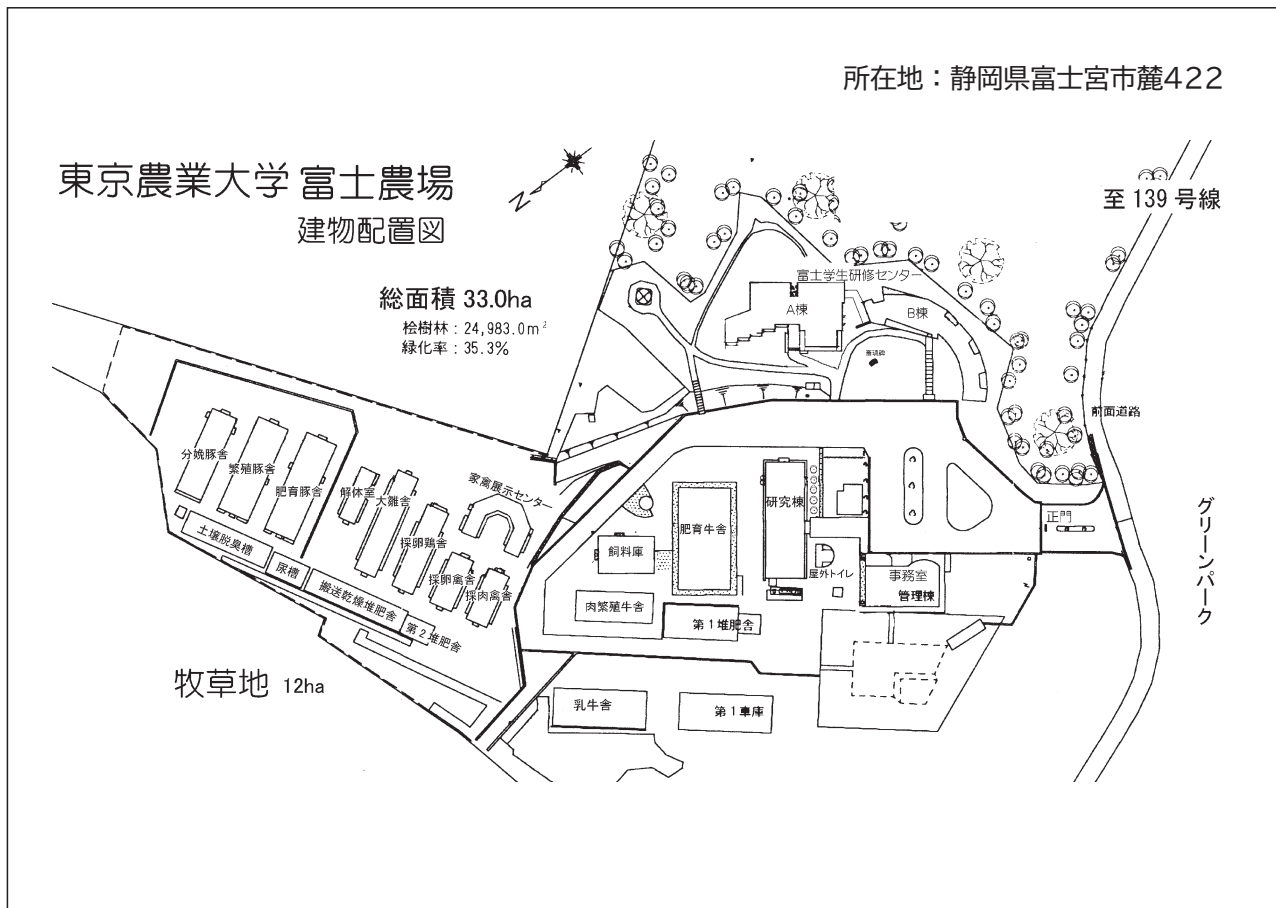 所在地：静岡県富士宮市麓422
東京農業大学 富士農場
建物配置図
N
至 139 号線
総面積 33.0ha
桧樹林：24,983.0m²
緑化率：35.3%
富士学生研修センター
A棟
B棟
前面道路
グリーンパーク
正門
分娩豚舎
繁殖豚舎
肥育豚舎
解体室
大雛舎
家禽展示センター
採卵鶏舎
採卵禽舎
採肉禽舎
土壌脱臭槽
尿槽
搬送乾燥堆肥舎
第2堆肥舎
飼料庫
肥育牛舎
研究棟
屋外トイレ
事務室
管理棟
肉繁殖牛舎
第1堆肥舎
牧草地 12ha
乳牛舎
第1車庫